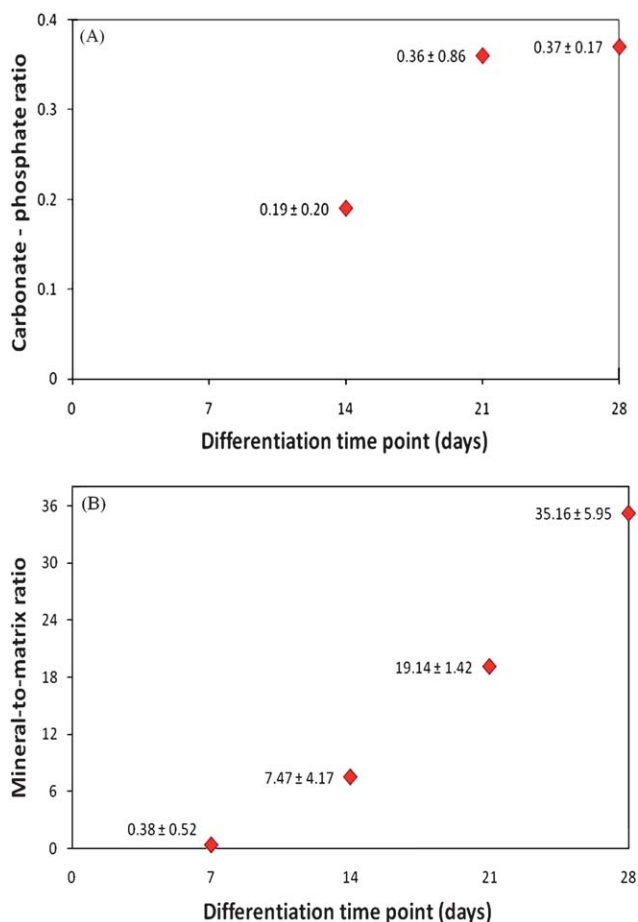 (A)
Carbonate - phosphate ratio
0.4
0.3
0.2
0.1
0
0.36 ± 0.86
0.37 ± 0.17
0.19 ± 0.20
0
7
14
21
28
Differentiation time point (days)
(B)
Mineral-to-matrix ratio
36
30
24
18
12
6
0
35.16 ± 5.95
19.14 ± 1.42
7.47 ± 4.17
0.38 ± 0.52
0
7
14
21
28
Differentiation time point (days)